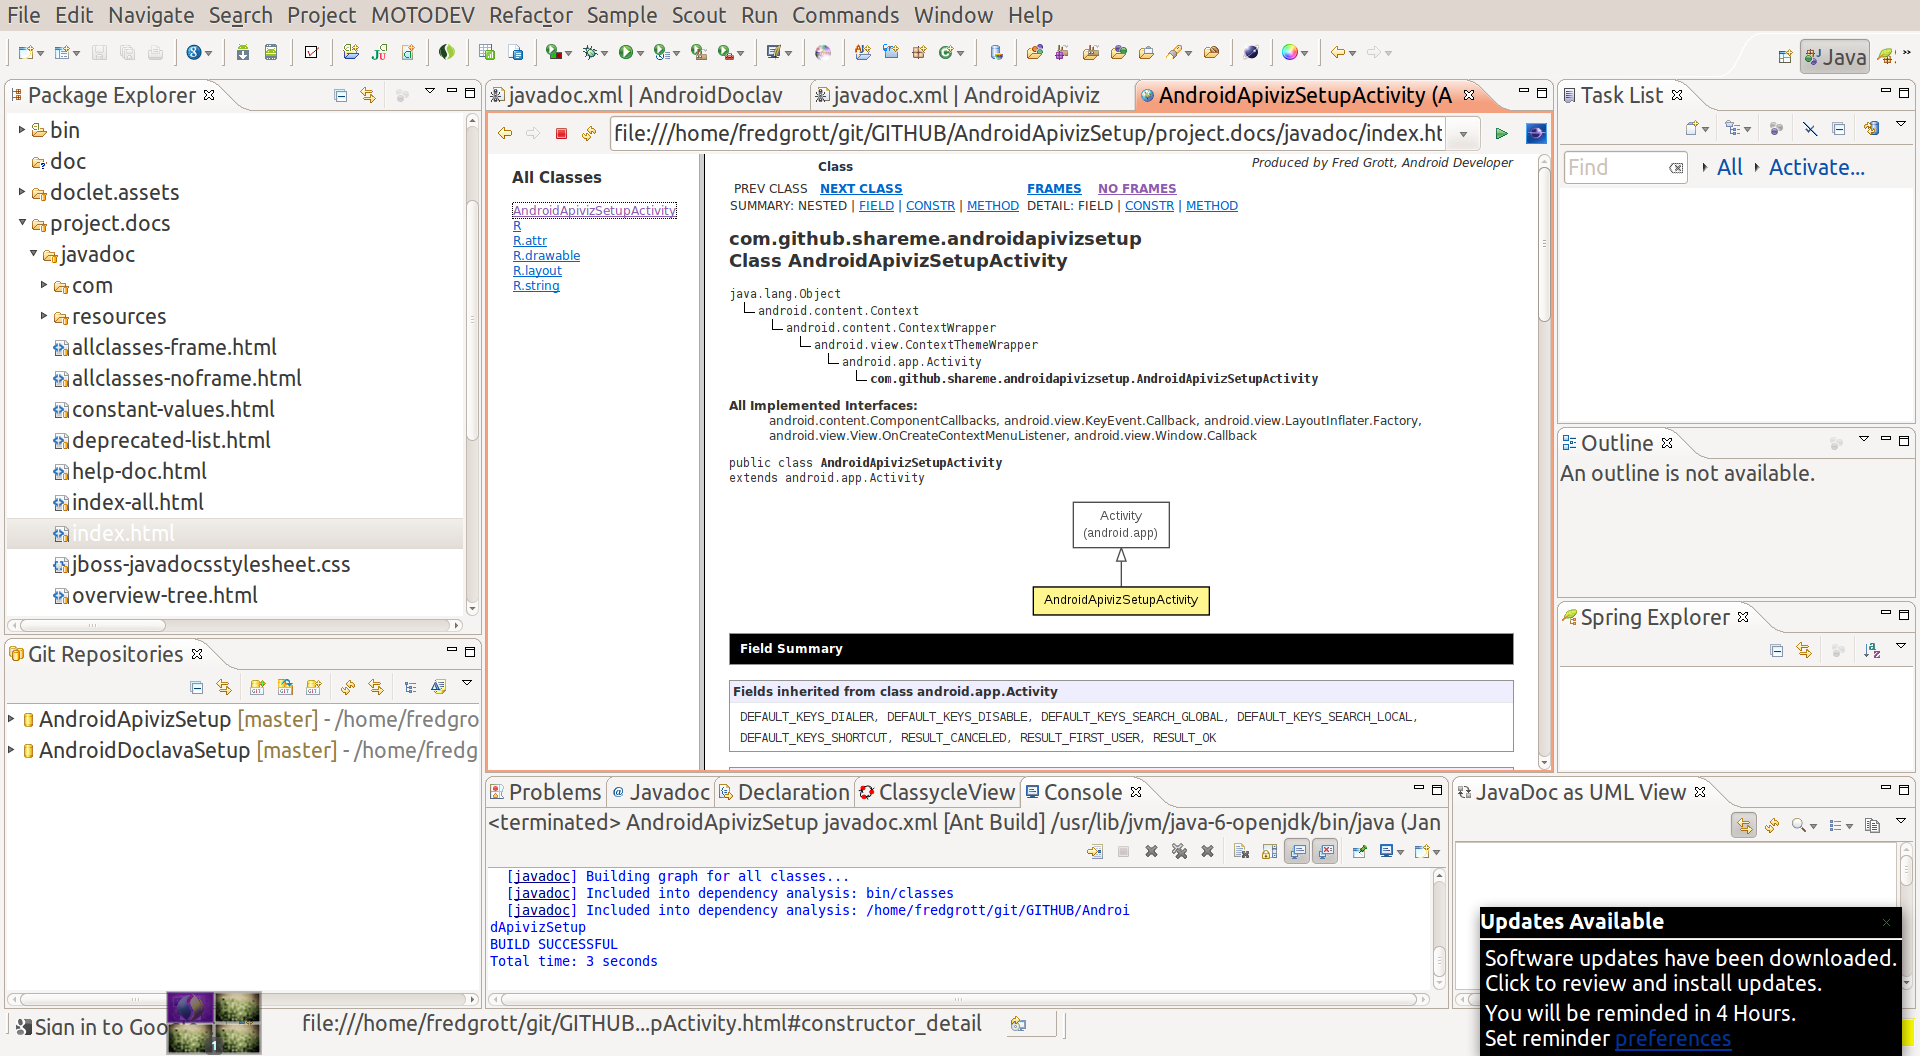 File Edit Navigate Search Project MOTODEV Refactor Sample Scout Run Commands Window Help
Java
Package Explorer
bin
doc
doclet.assets
project.docs
javadoc
com
resources
allclasses-frame.html
allclasses-noframe.html
constant-values.html
deprecated-list.html
help-doc.html
index-all.html
index.html
jboss-javadocsstylesheet.css
overview-tree.html
Git Repositories
AndroidApivizSetup [master] - /home/fredgro
AndroidDoclavaSetup [master] - /home/fredg
javadoc.xml | AndroidDoclav
javadoc.xml | AndroidApiviz
AndroidApivizSetupActivity (A
file:///home/fredgrott/git/GITHUB/AndroidApivizSetup/project.docs/javadoc/index.ht
All Classes
AndroidApivizSetupActivity
R
R.attr
R.drawable
R.layout
R.string
Class
Produced by Fred Grott, Android Developer
PREV CLASS NEXT CLASS FRAMES NO FRAMES
SUMMARY: NESTED | FIELD | CONSTR | METHOD DETAIL: FIELD | CONSTR | METHOD
com.github.shareme.androidapivizsetup
Class AndroidApivizSetupActivity
java.lang.Object
android.content.Context
android.content.ContextWrapper
android.view.ContextThemeWrapper
android.app.Activity
com.github.shareme.androidapivizsetup.AndroidApivizSetupActivity
All Implemented Interfaces:
android.content.ComponentCallbacks, android.view.KeyEvent.Callback, android.view.LayoutInflater.Factory,
android.view.View.OnCreateContextMenuListener, android.view.Window.Callback
public class AndroidApivizSetupActivity
extends android.app.Activity
Activity
(android.app)
AndroidApivizSetupActivity
Field Summary
Fields inherited from class android.app.Activity
DEFAULT_KEYS_DIALER, DEFAULT_KEYS_DISABLE, DEFAULT_KEYS_SEARCH_GLOBAL, DEFAULT_KEYS_SEARCH_LOCAL,
DEFAULT_KEYS_SHORTCUT, RESULT_CANCELED, RESULT_FIRST_USER, RESULT_OK
Problems Javadoc Declaration ClassycleView Console
<terminated> AndroidApivizSetup javadoc.xml [Ant Build] /usr/lib/jvm/java-6-openjdk/bin/java (Jan
[javadoc] Building graph for all classes...
[javadoc] Included into dependency analysis: bin/classes
[javadoc] Included into dependency analysis: /home/fredgrott/git/GITHUB/Androi
dApivizSetup
BUILD SUCCESSFUL
Total time: 3 seconds
Task List
Find All Activate...
Outline
An outline is not available.
Spring Explorer
JavaDoc as UML View
Updates Available
Software updates have been downloaded.
Click to review and install updates.
You will be reminded in 4 Hours.
Set reminder preferences
Sign in to Goo
1
file:///home/fredgrott/git/GITHUB...pActivity.html#constructor_detail